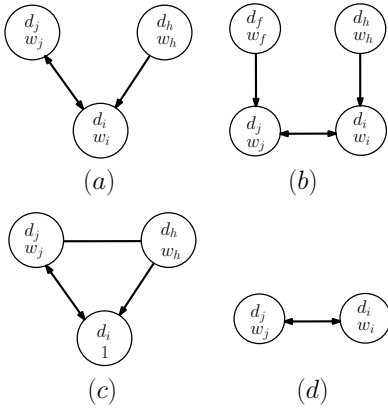 d_j d_h
w_j w_h
d_i
w_i
(a)
d_f d_h
w_f w_h
d_j d_i
w_j w_i
(b)
d_j d_h
w_j w_h
d_i
1
(c)
d_j d_i
w_j w_i
(d)